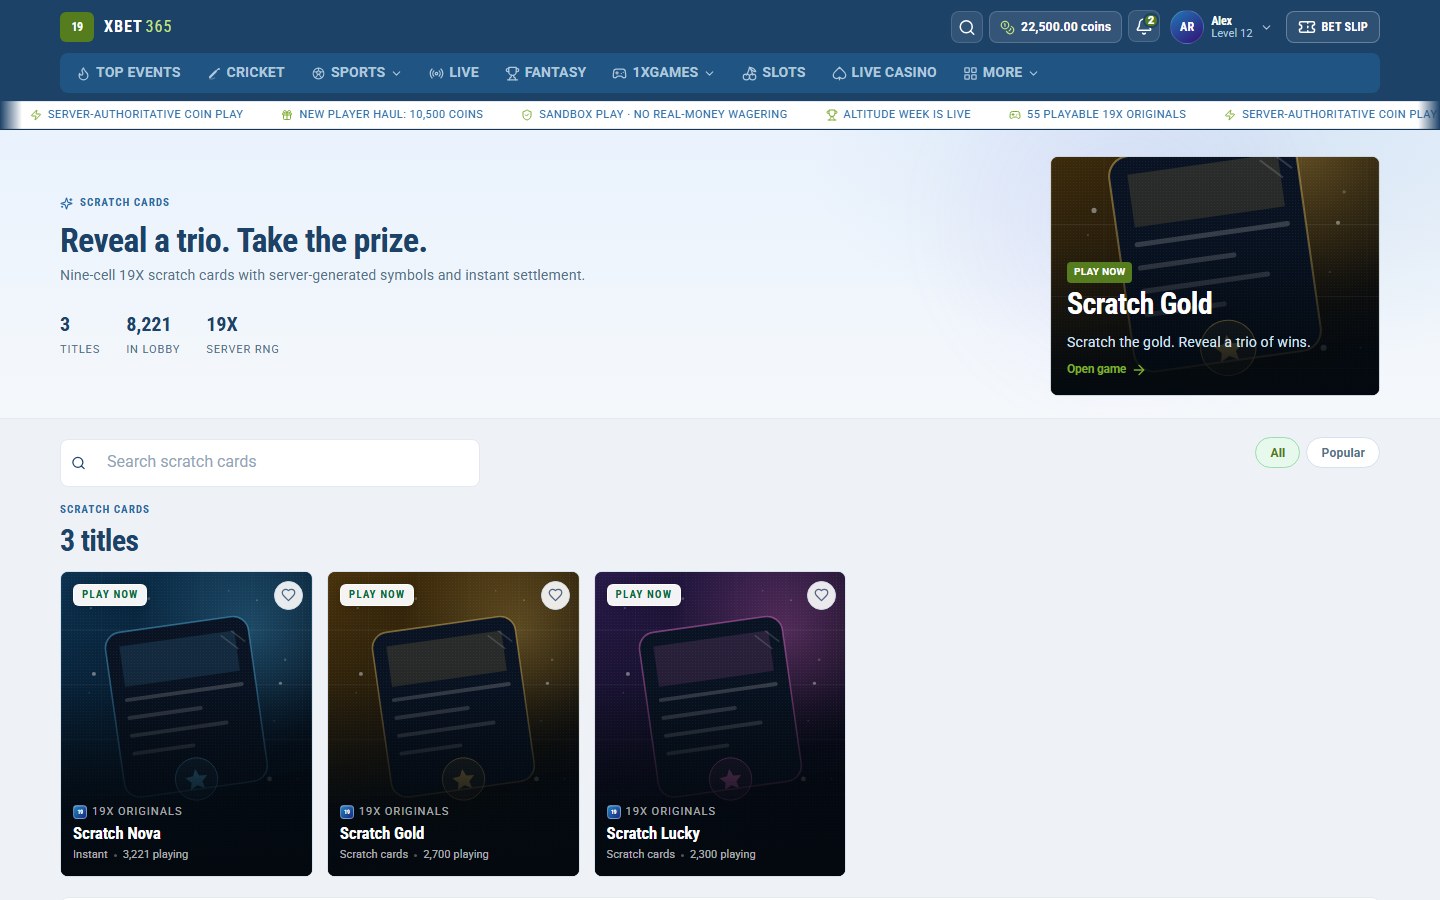 19 XBET 365
22,500.00 coins
2
AR
Alex
Level 12
BET SLIP
TOP EVENTS CRICKET SPORTS LIVE FANTASY 1XGAMES SLOTS LIVE CASINO MORE
SERVER-AUTHORITATIVE COIN PLAY NEW PLAYER HAUL: 10,500 COINS SANDBOX PLAY · NO REAL-MONEY WAGERING ALTITUDE WEEK IS LIVE 55 PLAYABLE 19X ORIGINALS SERVER-AUTHORITATIVE COIN PLAY
SCRATCH CARDS
Reveal a trio. Take the prize.
Nine-cell 19X scratch cards with server-generated symbols and instant settlement.
3 8,221 19X
TITLES IN LOBBY SERVER RNG
PLAY NOW
Scratch Gold
Scratch the gold. Reveal a trio of wins.
Open game
Search scratch cards
All Popular
SCRATCH CARDS
3 titles
PLAY NOW
19 19X ORIGINALS
Scratch Nova
Instant • 3,221 playing
PLAY NOW
19 19X ORIGINALS
Scratch Gold
Scratch cards • 2,700 playing
PLAY NOW
19 19X ORIGINALS
Scratch Lucky
Scratch cards • 2,300 playing